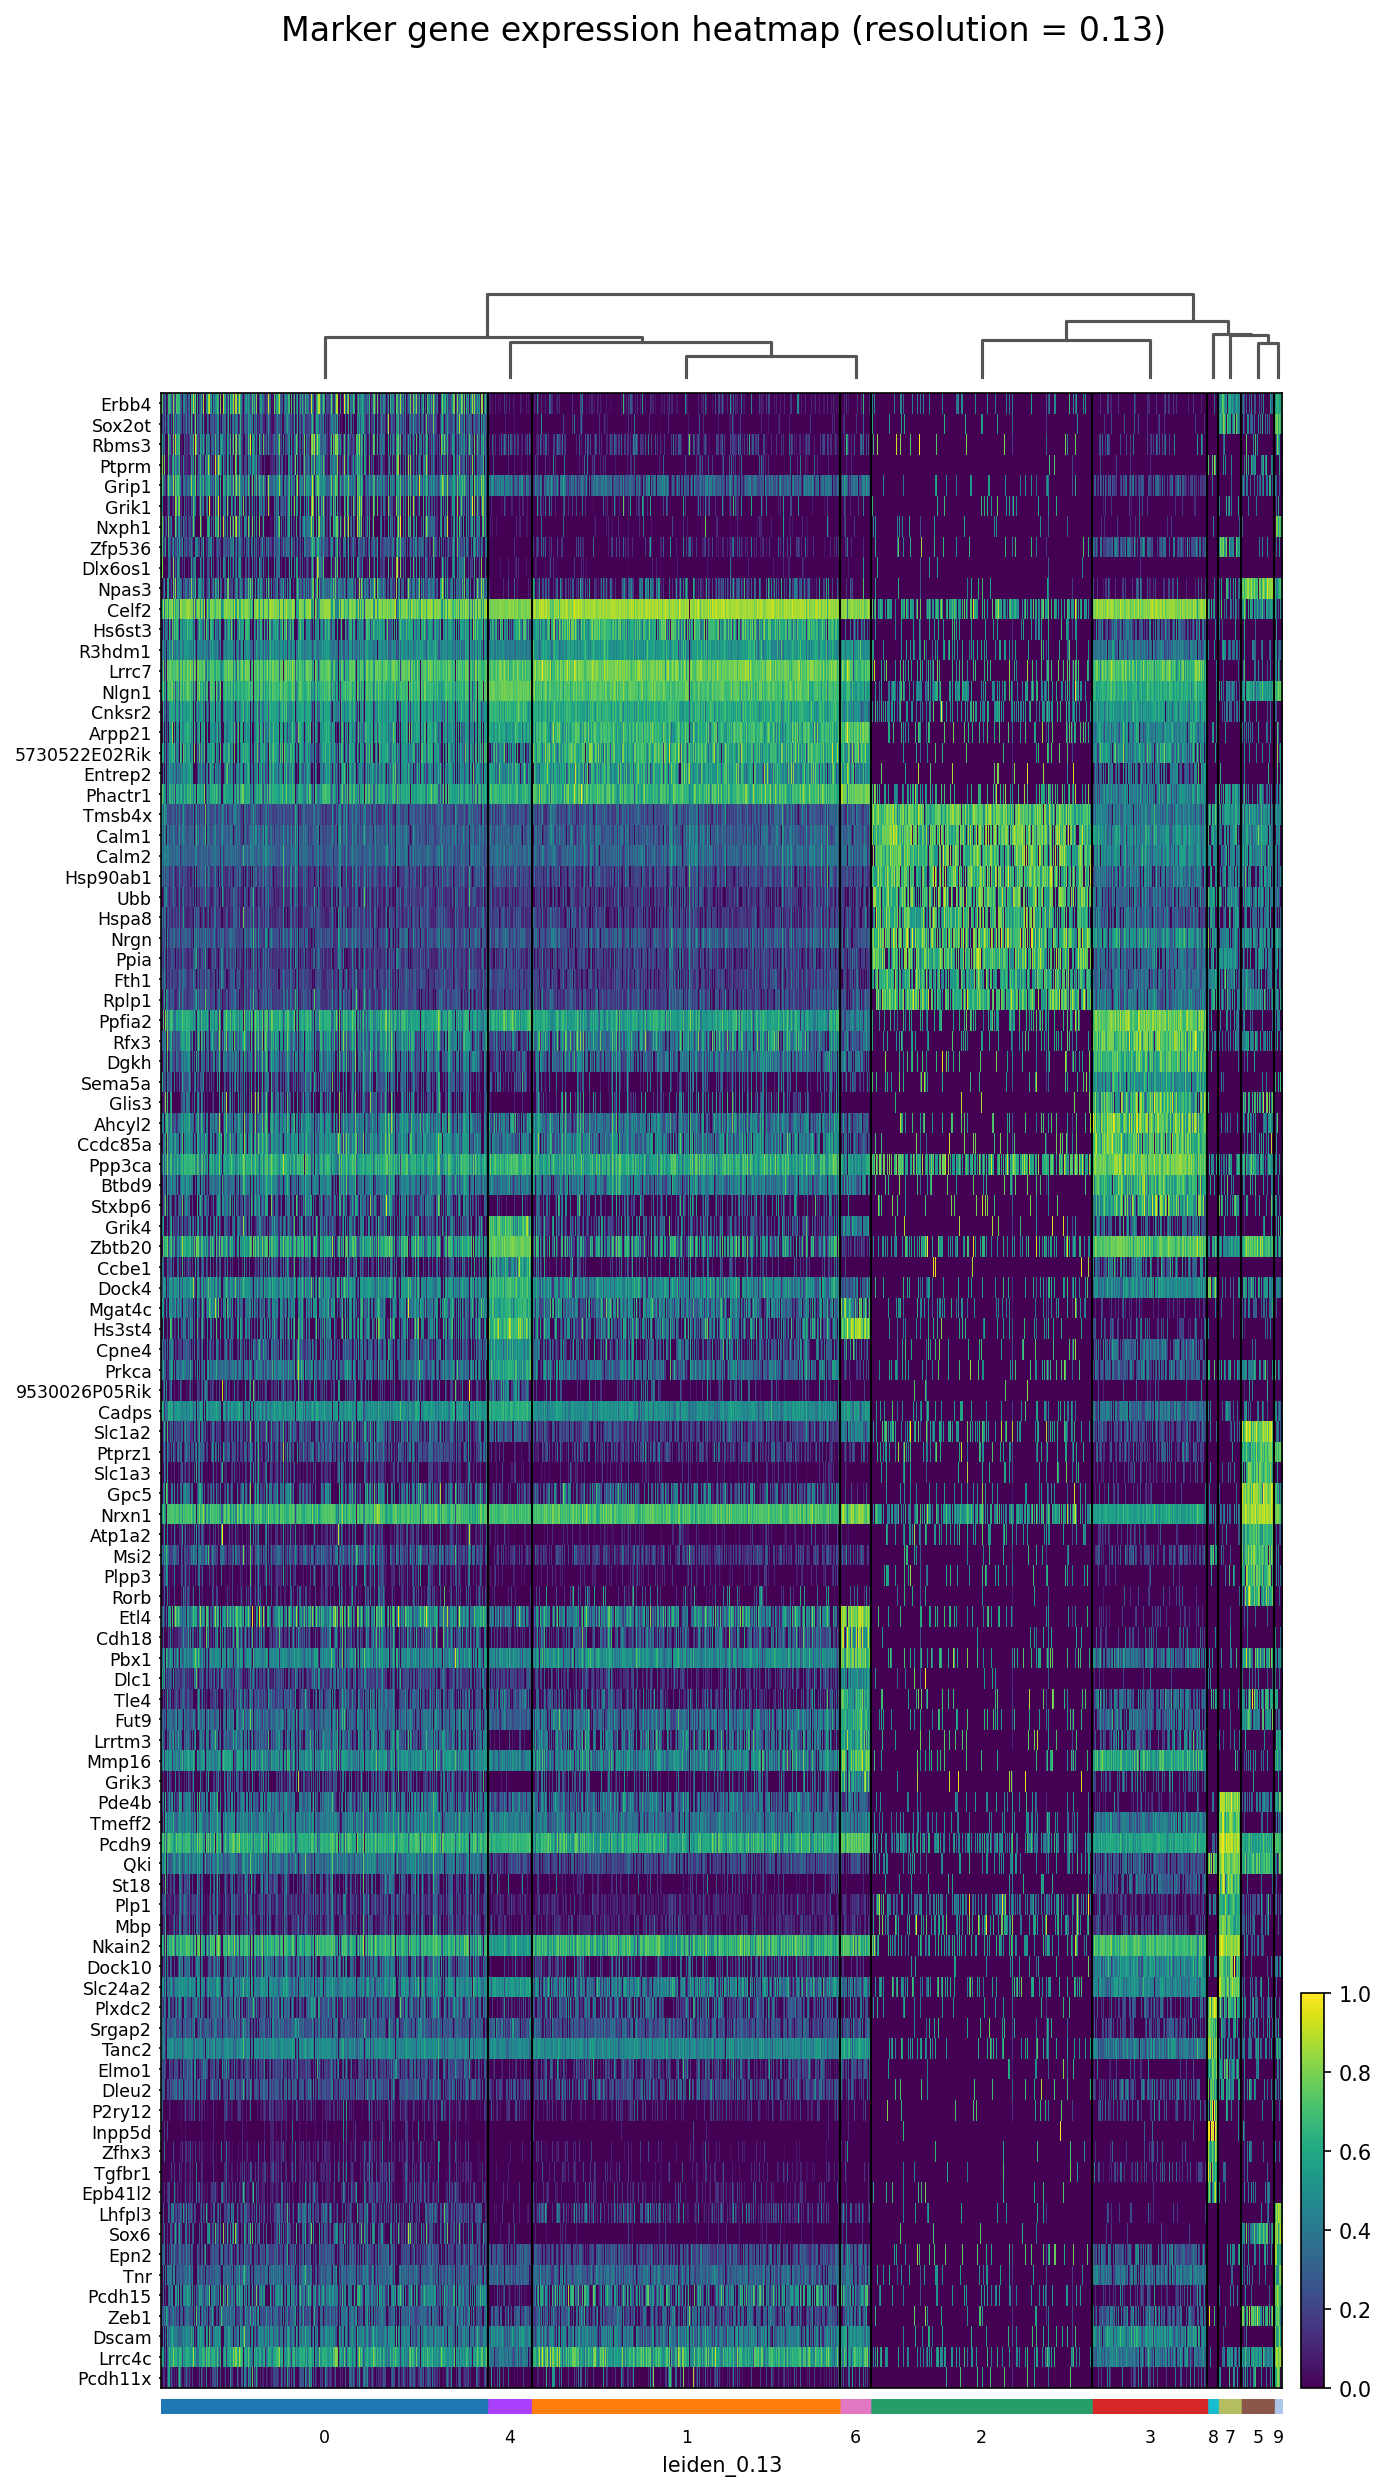 Marker gene expression heatmap (resolution = 0.13)
Erbb4
Sox2ot
Rbms3
Ptprm
Grip1
Grik1
Nxph1
Zfp536
Dlx6os1
Npas3
Celf2
Hs6st3
R3hdm1
Lrrc7
Nlgn1
Cnksr2
Arpp21
5730522E02Rik
Entrep2
Phactr1
Tmsb4x
Calm1
Calm2
Hsp90ab1
Ubb
Hspa8
Nrgn
Ppia
Fth1
Rplp1
Ppfia2
Rfx3
Dgkh
Sema5a
Glis3
Ahcyl2
Ccdc85a
Ppp3ca
Btbd9
Stxbp6
Grik4
Zbtb20
Ccbe1
Dock4
Mgat4c
Hs3st4
Cpne4
Prkca
9530026P05Rik
Cadps
Slc1a2
Ptprz1
Slc1a3
Gpc5
Nrxn1
Atp1a2
Msi2
Plpp3
Rorb
Etl4
Cdh18
Pbx1
Dlc1
Tle4
Fut9
Lrrtm3
Mmp16
Grik3
Pde4b
Tmeff2
Pcdh9
Qki
St18
Plp1
Mbp
Nkain2
Dock10
Slc24a2
Plxdc2
Srgap2
Tanc2
Elmo1
Dleu2
P2ry12
Inpp5d
Zfhx3
Tgfbr1
Epb41l2
Lhfpl3
Sox6
Epn2
Tnr
Pcdh15
Zeb1
Dscam
Lrrc4c
Pcdh11x
1.0
0.8
0.6
0.4
0.2
0.0
0 4 1 6 2 3 8 7 5 9
leiden_0.13